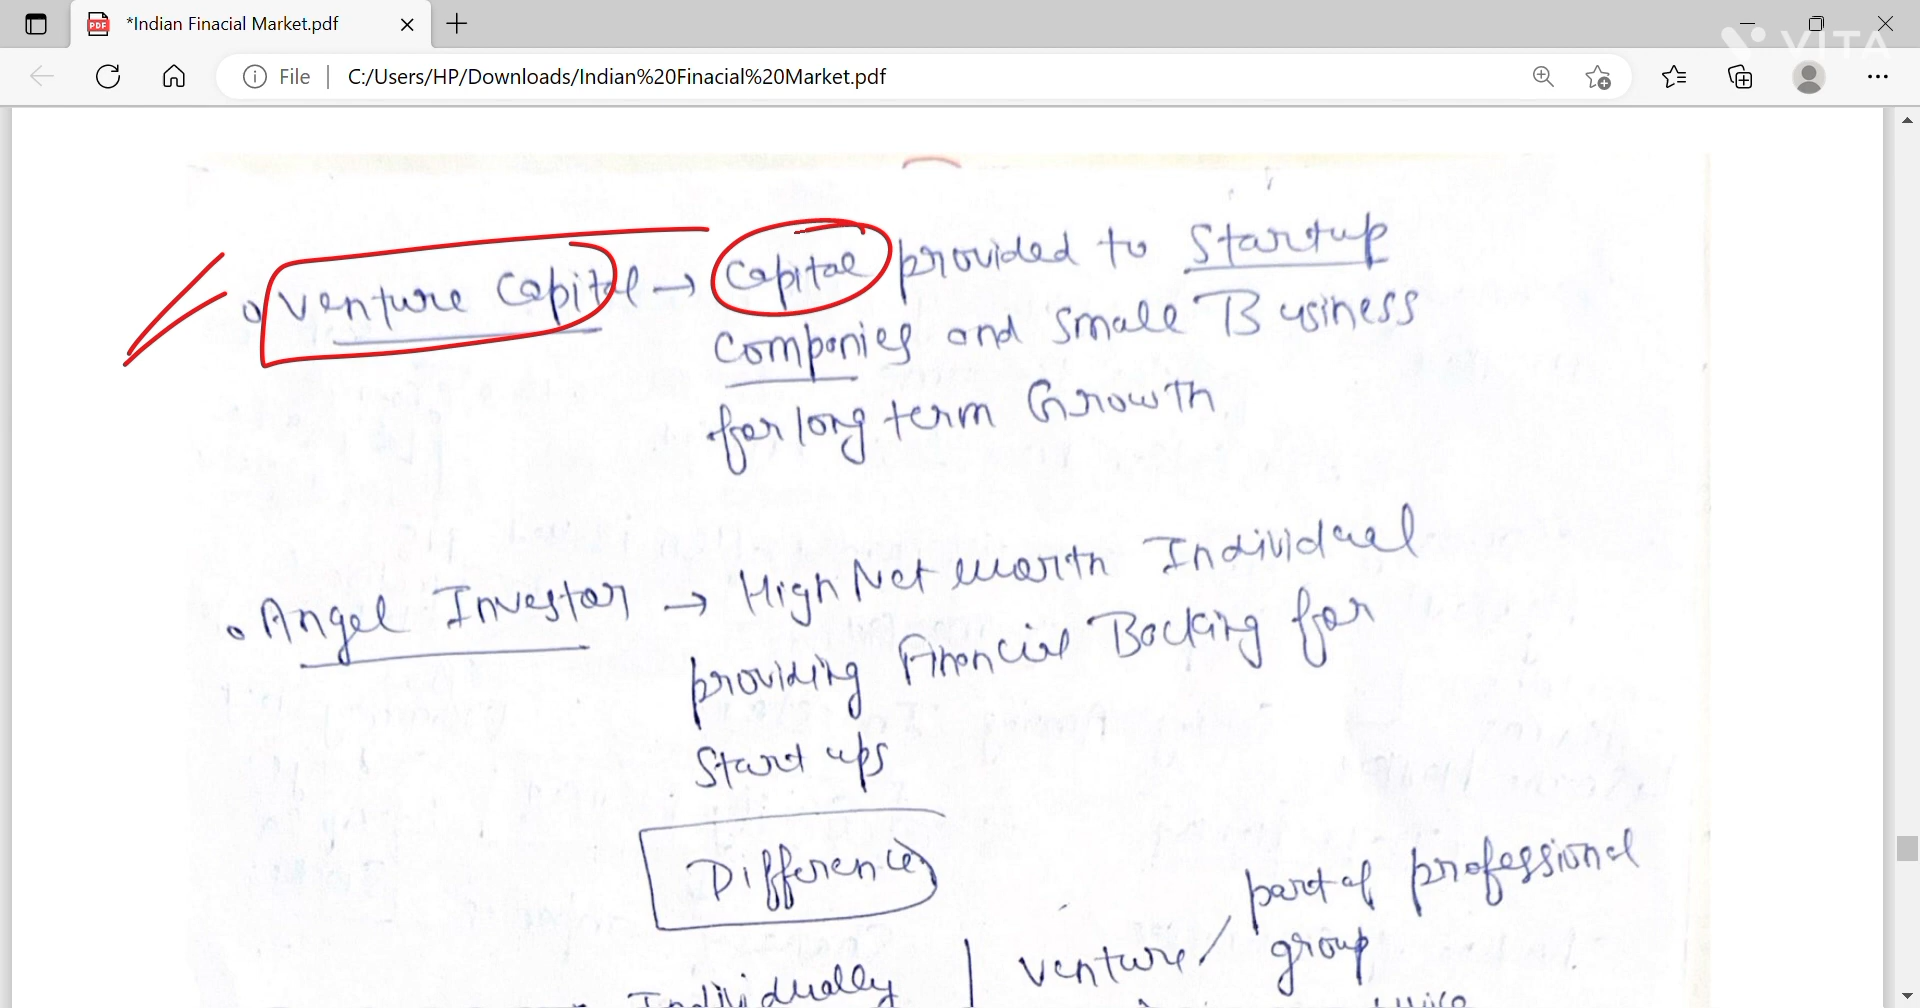 *Indian Finacial Market.pdf
File
C:/Users/HP/Downloads/Indian%20Finacial%20Market.pdf
VITA
Venture Capital → Capital provided to Startup
Companies and Small Business
for long term Growth
Angel Investor → High Net worth Individual
providing Financial Backing for
Start ups
Difference
part of professional
Venture / group
Individually